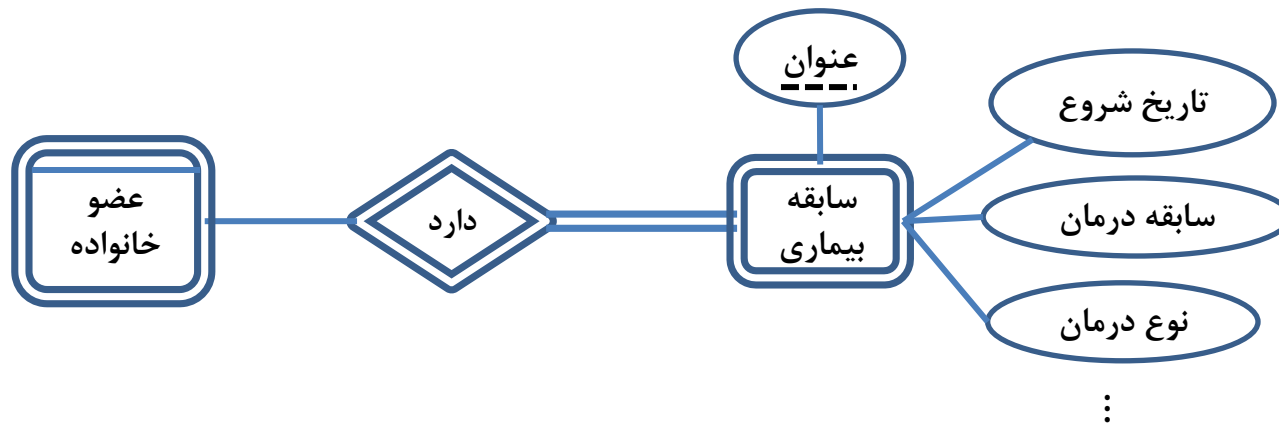 عنوان
تاریخ شروع
سابقه درمان
نوع درمان
⋮
سابقه
بیماری
دارد
عضو
خانواده